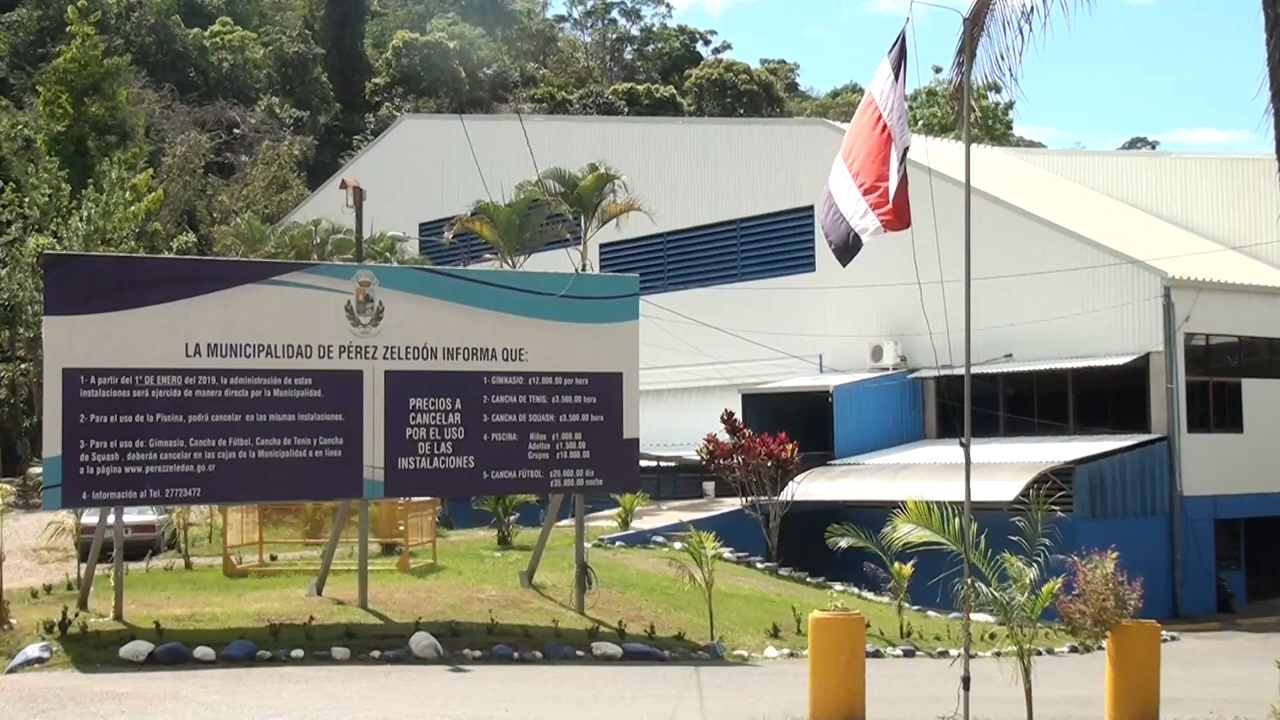 LA MUNICIPALIDAD DE PÉREZ ZELEDÓN INFORMA QUE:
1- A partir del 1° DE ENERO del 2019, la administración de estas
instalaciones será ejercida de manera directa por la Municipalidad.
2- Para el uso de la Piscina, podrá cancelar en las mismas instalaciones.
3- Para el uso de: Gimnasio, Cancha de Fútbol, Cancha de Tenis y Cancha
de Squash , deberán cancelar en las cajas de la Municipalidad o en línea
a la página www.perezzeledon.go.cr
4- Información al Tel. 27723472
PRECIOS A
CANCELAR
POR EL USO
DE LAS
INSTALACIONES
1- GIMNASIO: ¢12.000.00 por hora
2- CANCHA DE TENIS: ¢3.500.00 hora
3- CANCHA DE SQUASH: ¢3.500.00 hora
4- PISCINA: Niños ¢1.000.00
Adultos ¢1.500.00
Grupos ¢10.000.00
5- CANCHA FÚTBOL: ¢20.000.00 día
¢35.000.00 noche